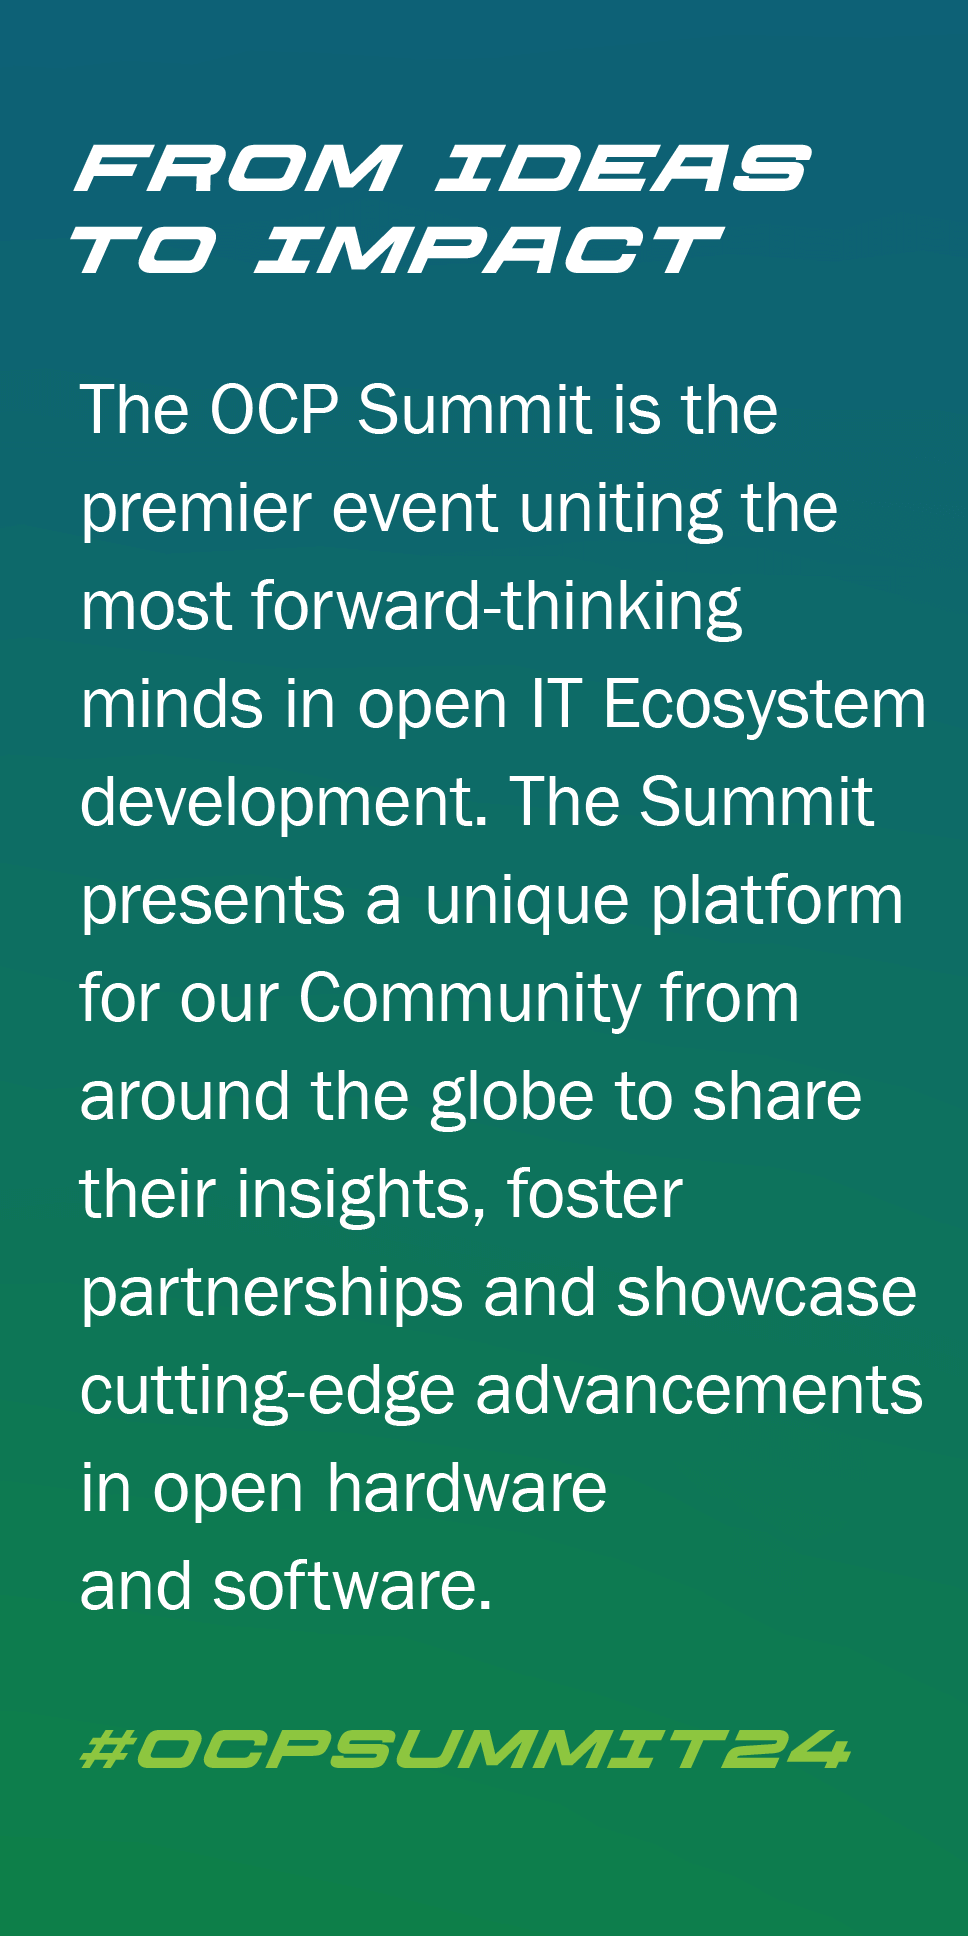 FROM IDEAS
TO IMPACT
The OCP Summit is the
premier event uniting the
most forward-thinking
minds in open IT Ecosystem
development. The Summit
presents a unique platform
for our Community from
around the globe to share
their insights, foster
partnerships and showcase
cutting-edge advancements
in open hardware
and software.
#OCPSUMMIT24